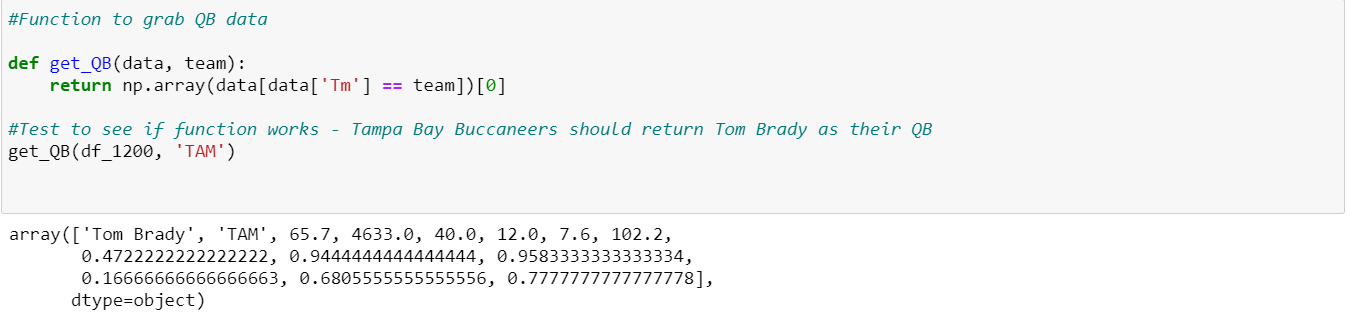 #Function to grab QB data
def get_QB(data, team):
    return np.array(data[data['Tm'] == team])[0]
#Test to see if function works - Tampa Bay Buccaneers should return Tom Brady as their QB
get_QB(df_1200, 'TAM')
array(['Tom Brady', 'TAM', 65.7, 4633.0, 40.0, 12.0, 7.6, 102.2,
       0.4722222222222222, 0.9444444444444444, 0.9583333333333334,
       0.16666666666666663, 0.6805555555555556, 0.7777777777777778],
      dtype=object)